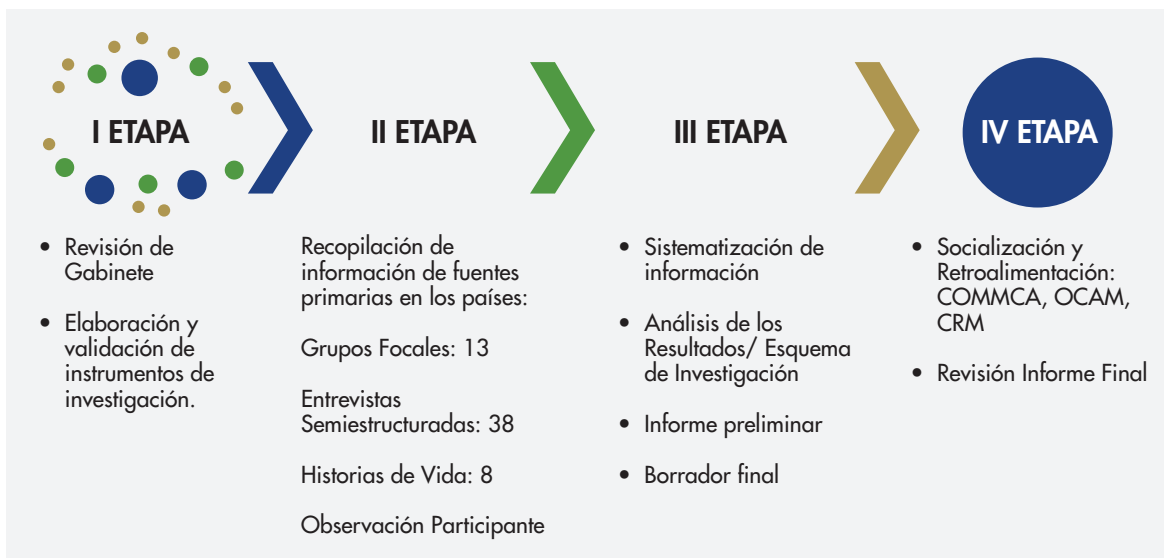 I ETAPA
• Revisión de
Gabinete
• Elaboración y
validación de
instrumentos de
investigación.
II ETAPA
Recopilación de
información de fuentes
primarias en los países:
Grupos Focales: 13
Entrevistas
Semiestructuradas: 38
Historias de Vida: 8
Observación Participante
III ETAPA
• Sistematización de
información
• Análisis de los
Resultados/ Esquema
de Investigación
• Informe preliminar
• Borrador final
IV ETAPA
• Socialización y
Retroalimentación:
COMMCA, OCAM,
CRM
• Revisión Informe Final